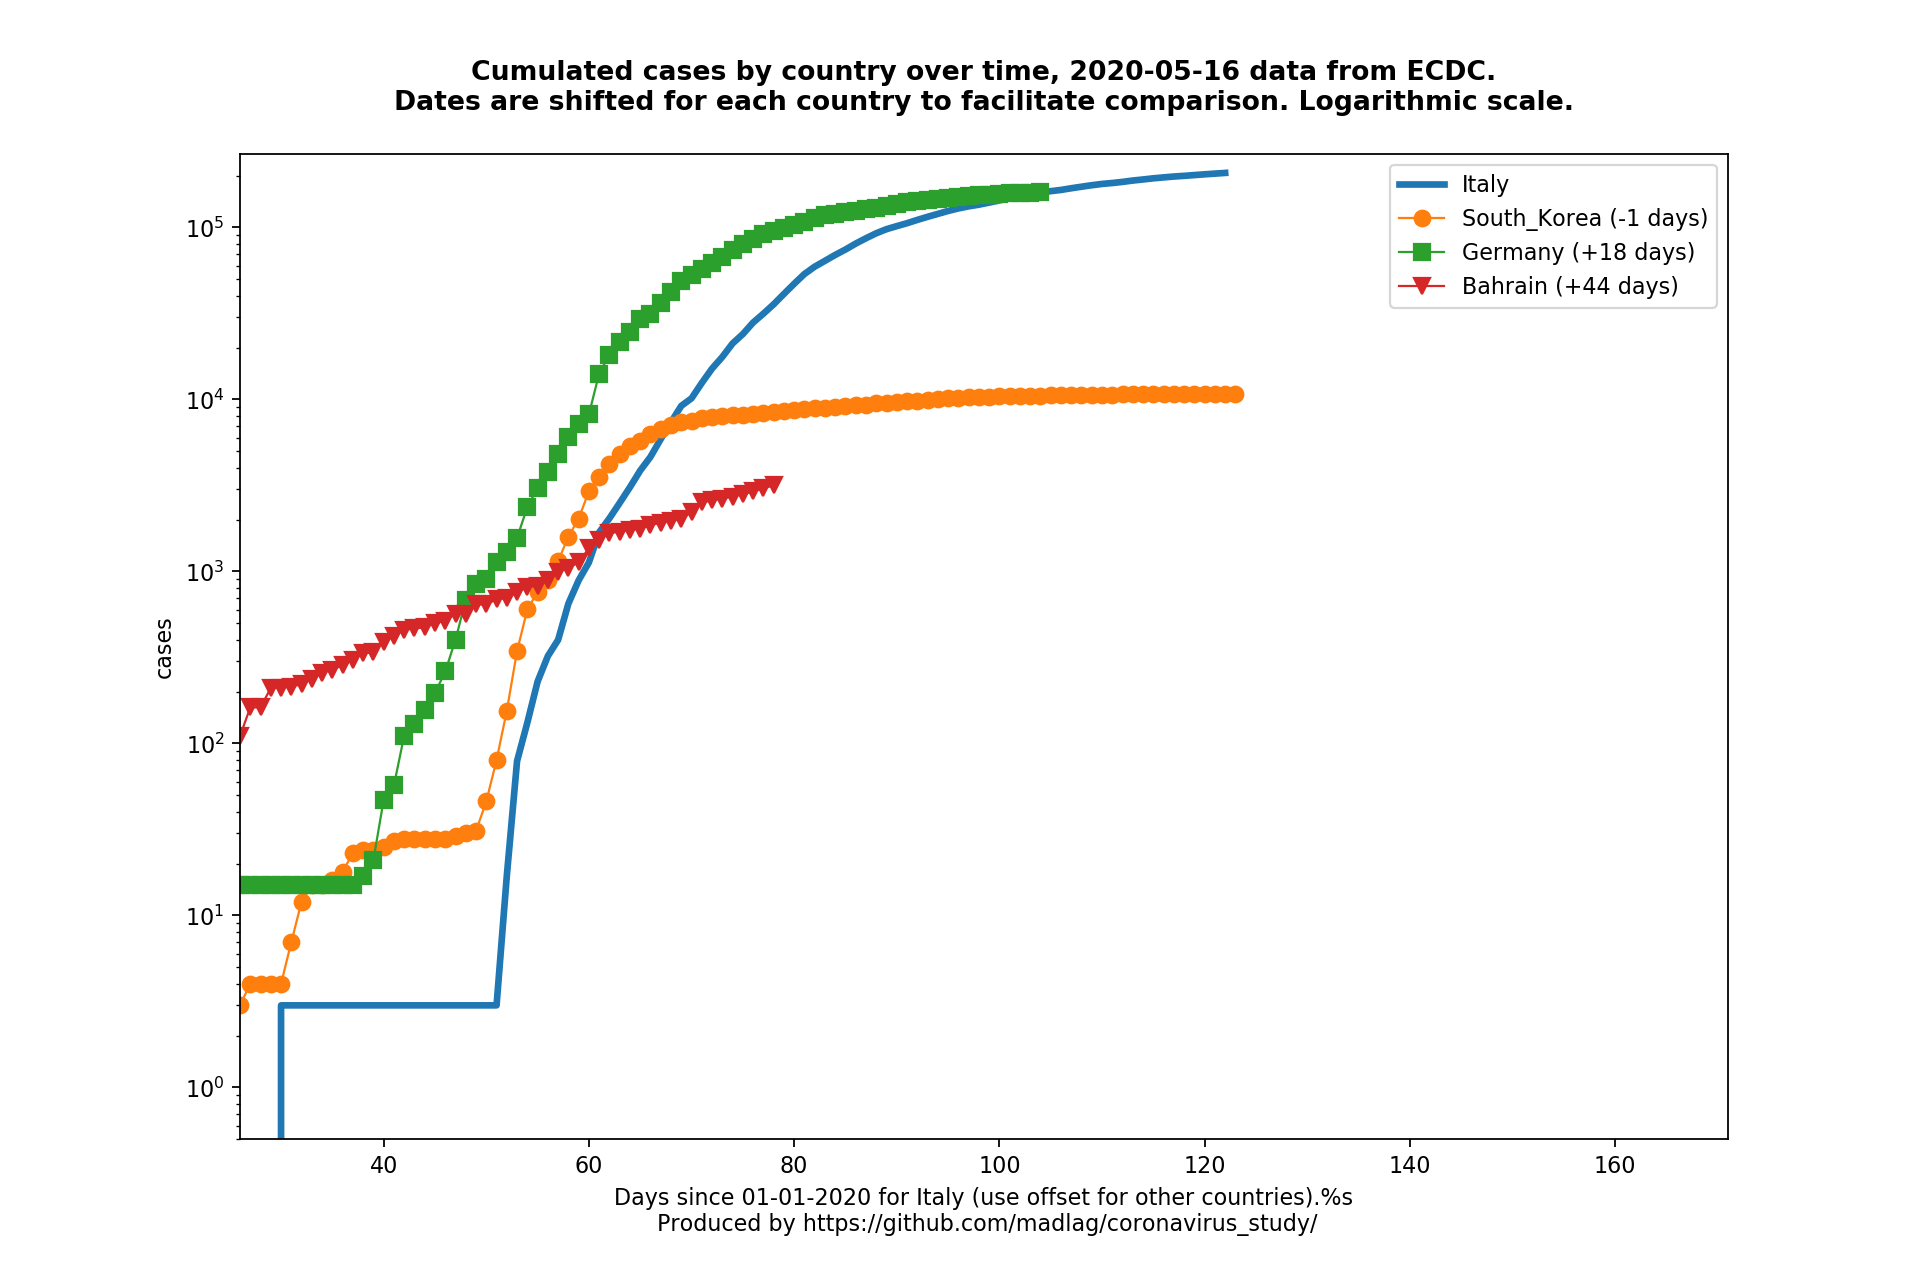 Cumulated cases by country over time, 2020-05-16 data from ECDC.
Dates are shifted for each country to facilitate comparison. Logarithmic scale.
Italy
South_Korea (-1 days)
Germany (+18 days)
Bahrain (+44 days)
10^5
10^4
10^3
10^2
10^1
10^0
cases
40 60 80 100 120 140 160
Days since 01-01-2020 for Italy (use offset for other countries).%s
Produced by https://github.com/madlag/coronavirus_study/